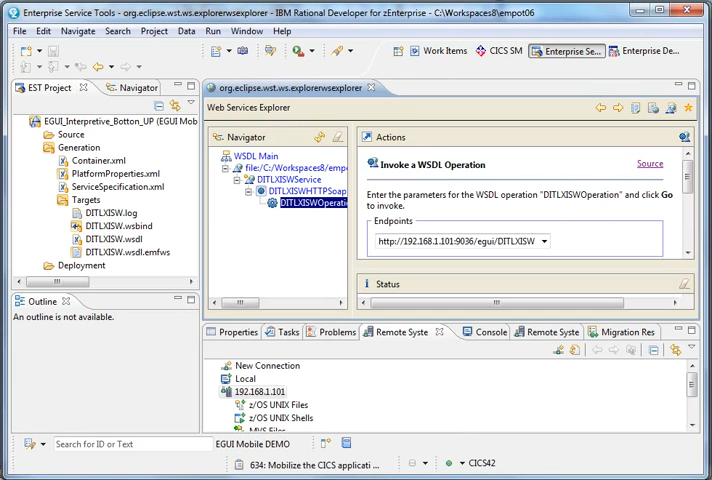 Enterprise Service Tools - org.eclipse.wst.ws.explorerwsexplorer - IBM Rational Developer for zEnterprise - C:\Workspaces8\empot06
File Edit Navigate Search Project Data Run Window Help
Work Items CICS SM Enterprise Se... Enterprise De...
EST Project Navigator
EGUI_Interpretive_Botton_UP (EGUI Mob
Source
Generation
Container.xml
PlatformProperties.xml
ServiceSpecification.xml
Targets
DITLXISW.log
DITLXISW.wsbind
DITLXISW.wsdl
DITLXISW.wsdl.emfws
Deployment
Outline
An outline is not available.
org.eclipse.wst.ws.explorerwsexplorer
Web Services Explorer
Navigator
WSDL Main
file:/C:/Workspaces8/empo
DITLXISWService
DITLXISWHTTPSoap
DITLXISWOperati
Actions
Invoke a WSDL Operation
Source
Enter the parameters for the WSDL operation "DITLXISWOperation" and click Go
to invoke.
Endpoints
http://192.168.1.101:9036/egui/DITLXISW
Status
Properties Tasks Problems Remote Syste Console Remote Syste Migration Res
New Connection
Local
192.168.1.101
z/OS UNIX Files
z/OS UNIX Shells
MVS Files
Search for ID or Text EGUI Mobile DEMO
634: Mobilize the CICS applicati ... CICS42